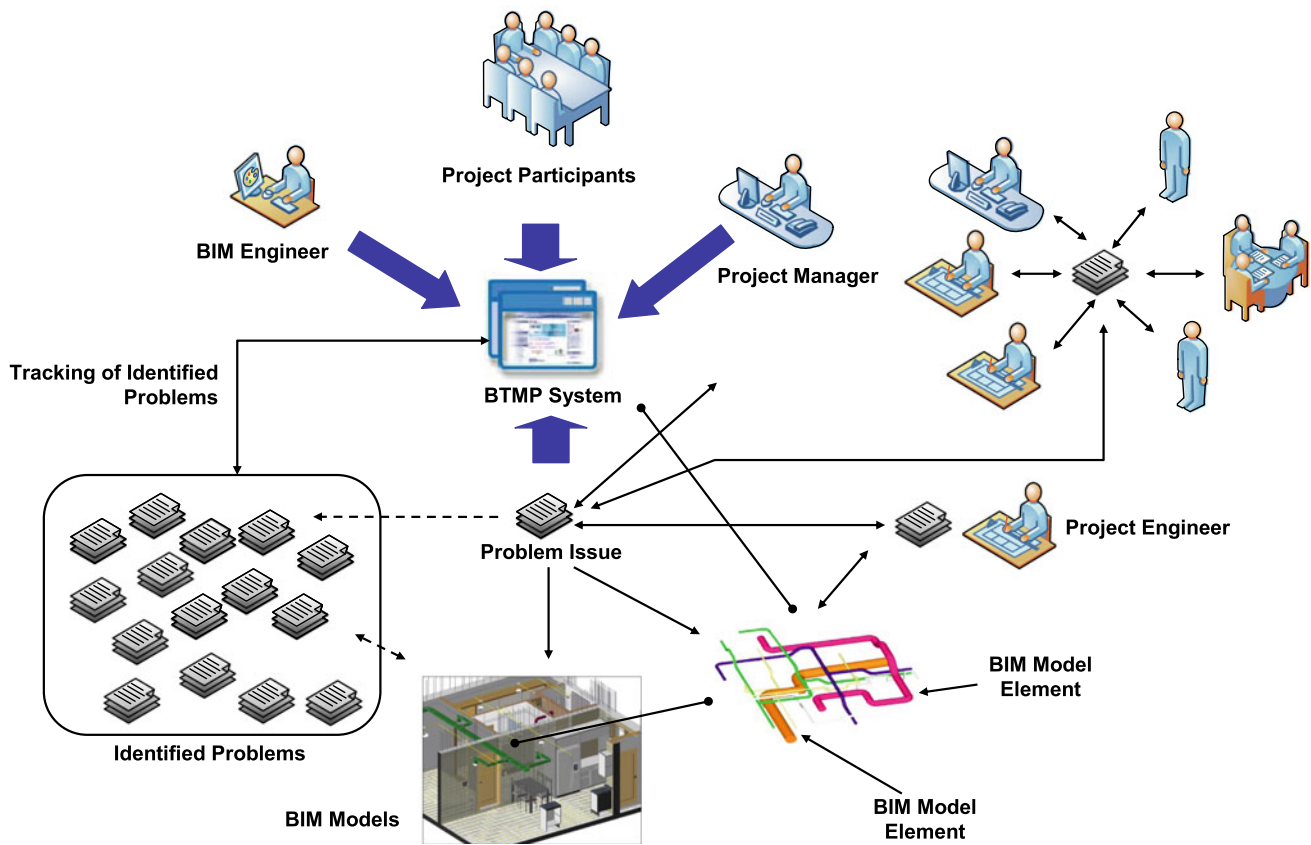 Project Participants
BIM Engineer
Project Manager
Tracking of Identified
Problems
BTMP System
Problem Issue
Project Engineer
BIM Model
Element
Identified Problems
BIM Models
BIM Model
Element